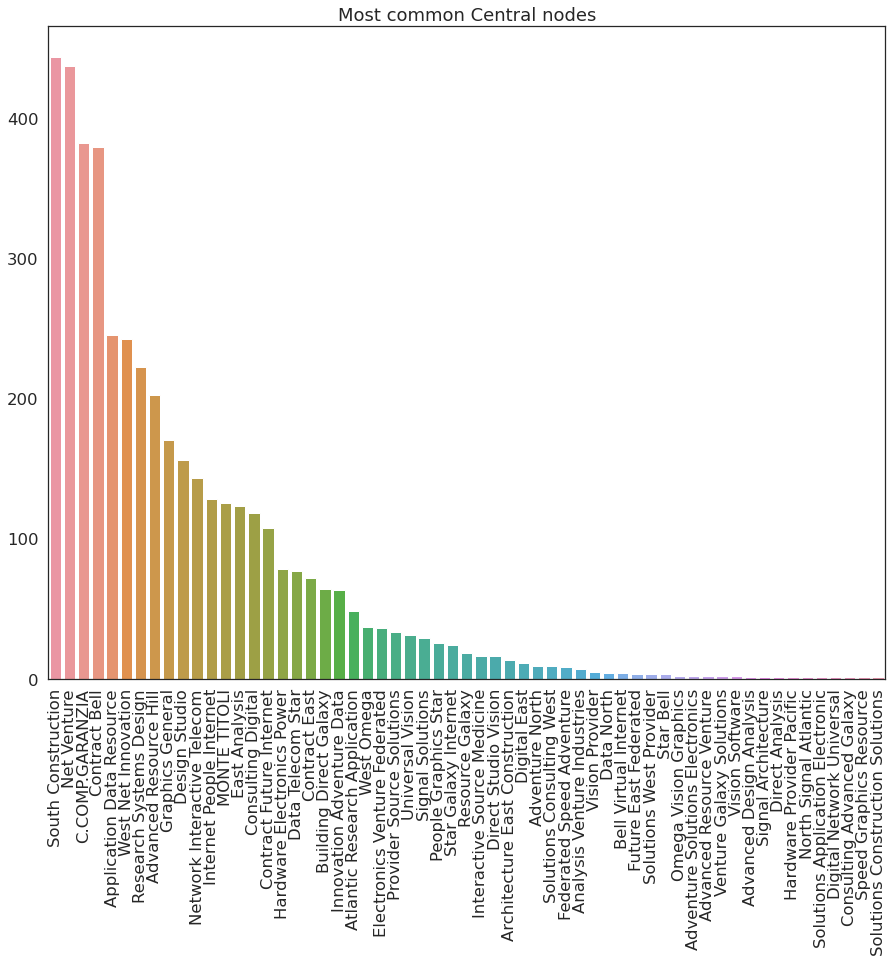 Most common Central nodes
400
300
200
100
0
South Construction
Net Venture
C.COMP.GARANZIA
Contract Bell
Application Data Resource
West Net Innovation
Research Systems Design
Advanced Resource Hill
Graphics General
Design Studio
Network Interactive Telecom
Internet People Internet
MONTE TITOLI
East Analysis
Consulting Digital
Contract Future Internet
Hardware Electronics Power
Data Telecom Star
Contract East
Building Direct Galaxy
Innovation Adventure Data
Atlantic Research Application
West Omega
Electronics Venture Federated
Provider Source Solutions
Universal Vision
Signal Solutions
People Graphics Star
Star Galaxy Internet
Resource Galaxy
Interactive Source Medicine
Direct Studio Vision
Architecture East Construction
Digital East
Adventure North
Solutions Consulting West
Federated Speed Adventure
Analysis Venture Industries
Vision Provider
Data North
Bell Virtual Internet
Future East Federated
Solutions West Provider
Star Bell
Omega Vision Graphics
Adventure Solutions Electronics
Advanced Resource Venture
Venture Galaxy Solutions
Vision Software
Advanced Design Analysis
Signal Architecture
Direct Analysis
Hardware Provider Pacific
North Signal Atlantic
Solutions Application Electronic
Digital Network Universal
Consulting Advanced Galaxy
Speed Graphics Resource
Solutions Construction Solutions